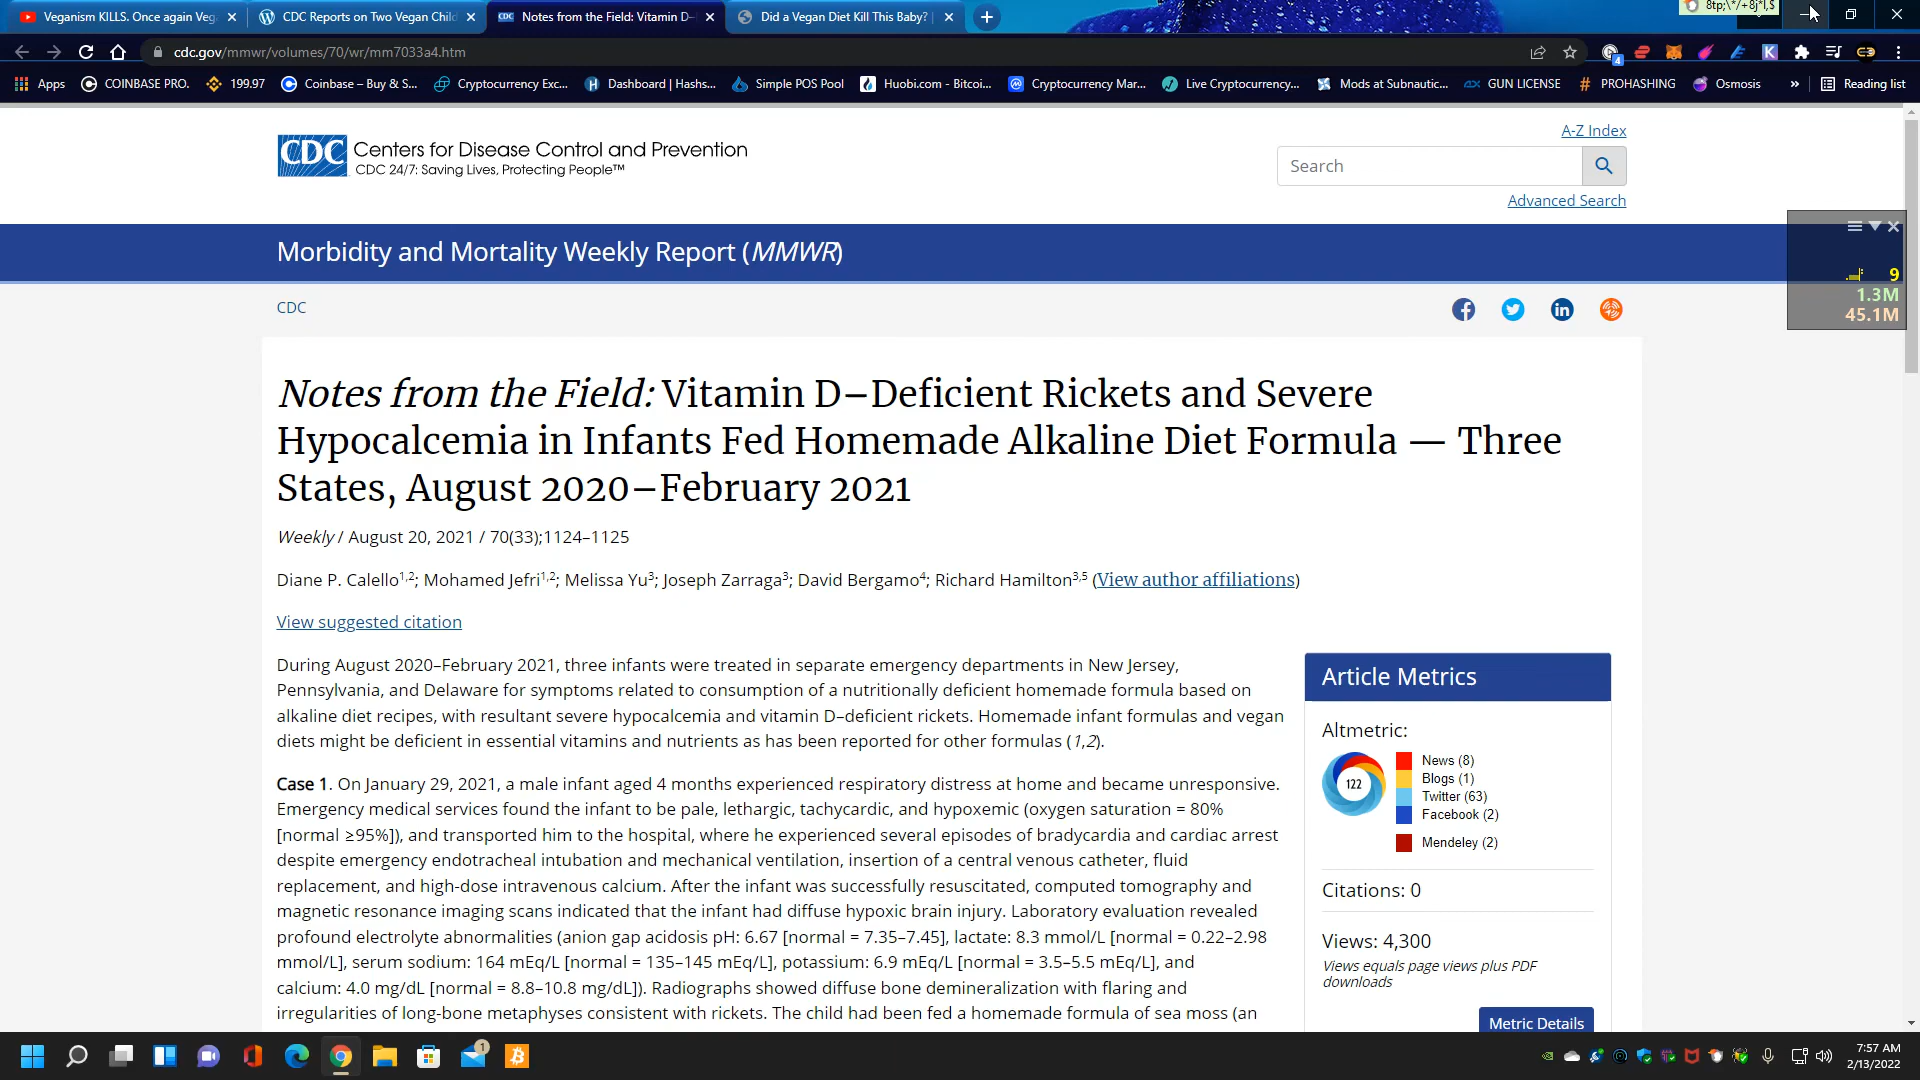 Veganism KILLS. Once again Veg
CDC Reports on Two Vegan Child
CDC Notes from the Field: Vitamin D–
Did a Vegan Diet Kill This Baby? |
cdc.gov/mmwr/volumes/70/wr/mm7033a4.htm
4
Apps
COINBASE PRO.
199.97
Coinbase – Buy & S...
Cryptocurrency Exc...
Dashboard | Hashs...
Simple POS Pool
Huobi.com - Bitcoi...
Cryptocurrency Mar...
Live Cryptocurrency...
Mods at Subnautic...
GUN LICENSE
PROHASHING
Osmosis
»
Reading list
CDC Centers for Disease Control and Prevention
CDC 24/7: Saving Lives, Protecting People™
A-Z Index
Search
Advanced Search
Morbidity and Mortality Weekly Report (MMWR)
9
1.3M
45.1M
CDC
Notes from the Field: Vitamin D–Deficient Rickets and Severe
Hypocalcemia in Infants Fed Homemade Alkaline Diet Formula — Three
States, August 2020–February 2021
Weekly / August 20, 2021 / 70(33);1124–1125
Diane P. Calello1,2; Mohamed Jefri1,2; Melissa Yu3; Joseph Zarraga3; David Bergamo4; Richard Hamilton3,5 (View author affiliations)
View suggested citation
During August 2020–February 2021, three infants were treated in separate emergency departments in New Jersey,
Pennsylvania, and Delaware for symptoms related to consumption of a nutritionally deficient homemade formula based on
alkaline diet recipes, with resultant severe hypocalcemia and vitamin D–deficient rickets. Homemade infant formulas and vegan
diets might be deficient in essential vitamins and nutrients as has been reported for other formulas (1,2).
Case 1. On January 29, 2021, a male infant aged 4 months experienced respiratory distress at home and became unresponsive.
Emergency medical services found the infant to be pale, lethargic, tachycardic, and hypoxemic (oxygen saturation = 80%
[normal ≥95%]), and transported him to the hospital, where he experienced several episodes of bradycardia and cardiac arrest
despite emergency endotracheal intubation and mechanical ventilation, insertion of a central venous catheter, fluid
replacement, and high-dose intravenous calcium. After the infant was successfully resuscitated, computed tomography and
magnetic resonance imaging scans indicated that the infant had diffuse hypoxic brain injury. Laboratory evaluation revealed
profound electrolyte abnormalities (anion gap acidosis pH: 6.67 [normal = 7.35–7.45], lactate: 8.3 mmol/L [normal = 0.22–2.98
mmol/L], serum sodium: 164 mEq/L [normal = 135–145 mEq/L], potassium: 6.9 mEq/L [normal = 3.5–5.5 mEq/L], and
calcium: 4.0 mg/dL [normal = 8.8–10.8 mg/dL]). Radiographs showed diffuse bone demineralization with flaring and
irregularities of long-bone metaphyses consistent with rickets. The child had been fed a homemade formula of sea moss (an
Article Metrics
Altmetric:
122
News (8)
Blogs (1)
Twitter (63)
Facebook (2)
Mendeley (2)
Citations: 0
Views: 4,300
Views equals page views plus PDF
downloads
Metric Details
1
7:57 AM
2/13/2022